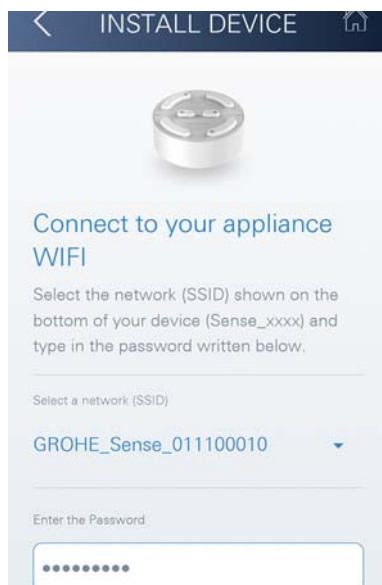 INSTALL DEVICE
Connect to your appliance
WIFI
Select the network (SSID) shown on the
bottom of your device (Sense_xxxx) and
type in the password written below.
Select a network (SSID)
GROHE_Sense_011100010
Enter the Password
•••••••••